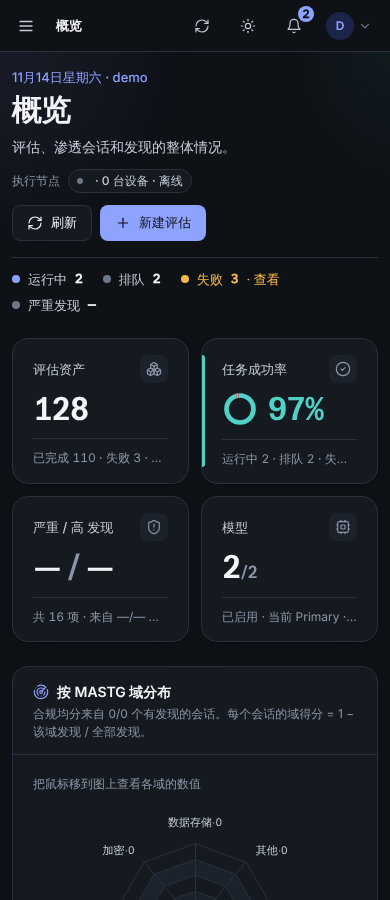 概览
2
D
11月14日星期六 · demo
概览
评估、渗透会话和发现的整体情况。
执行节点 · 0 台设备 · 离线
刷新 新建评估
运行中 2 排队 2 失败 3 · 查看
严重发现 —
评估资产
128
已完成 110 · 失败 3 · ...
任务成功率
97%
运行中 2 · 排队 2 · 失...
严重 / 高 发现
— / —
共 16 项 · 来自 —/— ...
模型
2/2
已启用 · 当前 Primary ·...
按 MASTG 域分布
合规均分来自 0/0 个有发现的会话。每个会话的域得分 = 1 −
该域发现 / 全部发现。
把鼠标移到图上查看各域的数值
数据存储·0
加密·0 其他·0